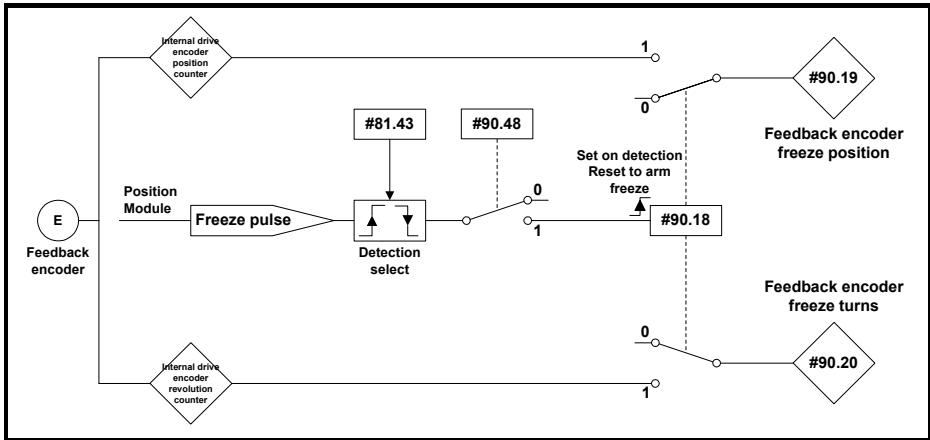 Internal drive
encoder
position
counter
1
0
#90.19
Feedback encoder
freeze position
#81.43
#90.48
Set on detection
Reset to arm
freeze
Position
Module
E
Freeze pulse
0
1
#90.18
Feedback
encoder
Detection
select
Feedback encoder
freeze turns
0
1
#90.20
Internal drive
encoder
revolution
counter